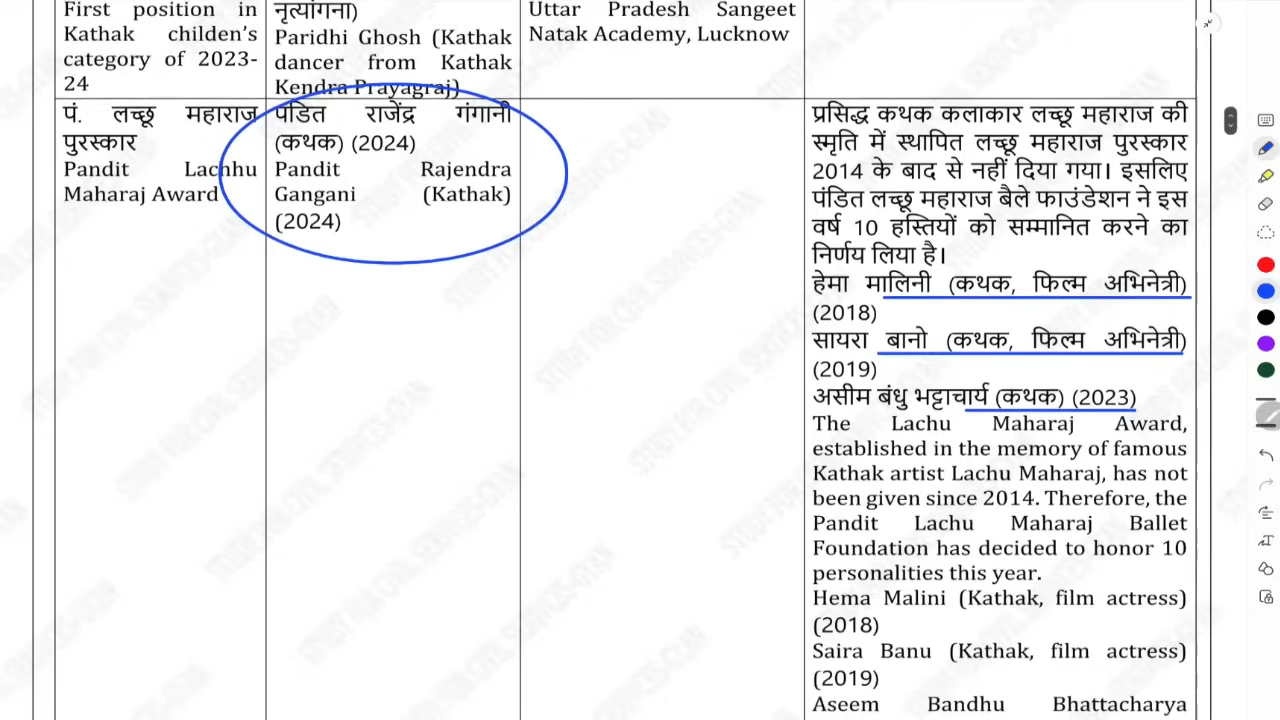 First position in
Kathak childen's
category of 2023-
24
नृत्यांगना)
Paridhi Ghosh (Kathak
dancer from Kathak
Kendra Prayagraj)
Uttar Pradesh Sangeet
Natak Academy, Lucknow
पं. लच्छू महाराज
पुरस्कार
Pandit Lachhu
Maharaj Award
पंडित राजेंद्र गंगानी
(कथक) (2024)
Pandit Rajendra
Gangani (Kathak)
(2024)
प्रसिद्ध कथक कलाकार लच्छू महाराज की
स्मृति में स्थापित लच्छू महाराज पुरस्कार
2014 के बाद से नहीं दिया गया। इसलिए
पंडित लच्छू महाराज बैले फाउंडेशन ने इस
वर्ष 10 हस्तियों को सम्मानित करने का
निर्णय लिया है।
हेमा मालिनी (कथक, फिल्म अभिनेत्री)
(2018)
सायरा बानो (कथक, फिल्म अभिनेत्री)
(2019)
असीम बंधु भट्टाचार्य (कथक) (2023)
The Lachu Maharaj Award,
established in the memory of famous
Kathak artist Lachu Maharaj, has not
been given since 2014. Therefore, the
Pandit Lachu Maharaj Ballet
Foundation has decided to honor 10
personalities this year.
Hema Malini (Kathak, film actress)
(2018)
Saira Banu (Kathak, film actress)
(2019)
Aseem Bandhu Bhattacharya